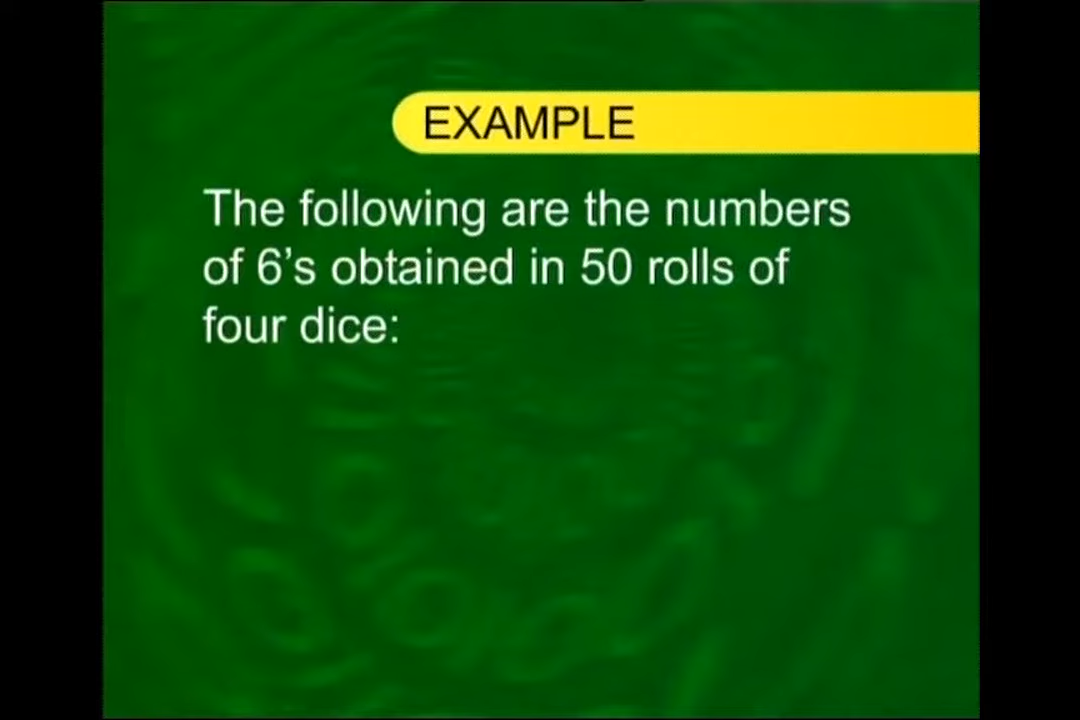 EXAMPLE
The following are the numbers
of 6’s obtained in 50 rolls of
four dice: